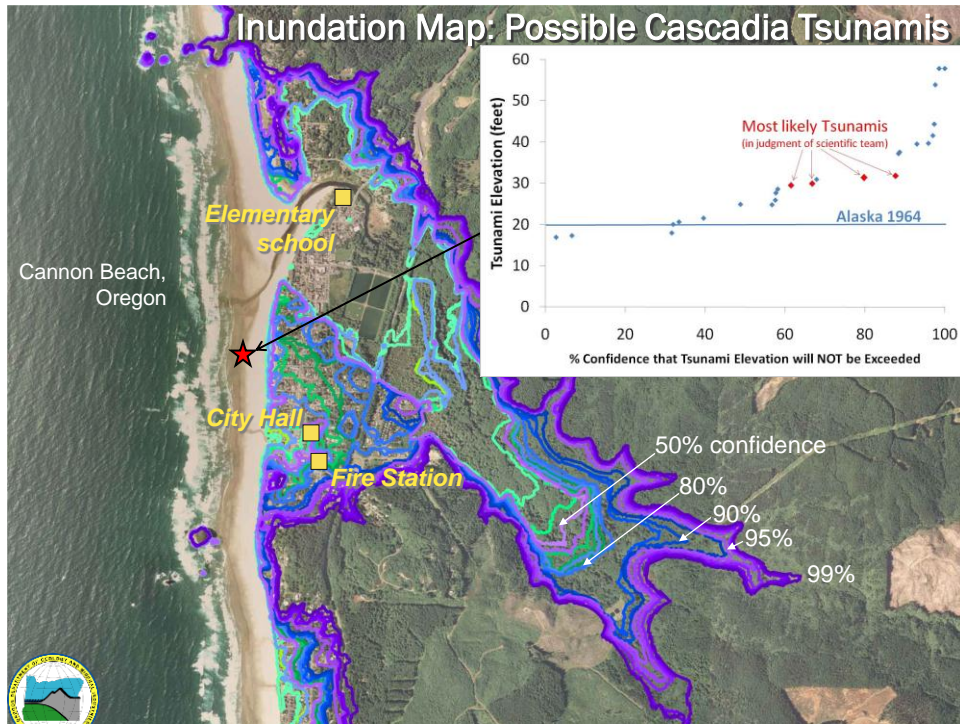 Inundation Map: Possible Cascadia Tsunamis
Tsunami Elevation (feet)
60
50
40
30
20
10
0
Most likely Tsunamis
(in judgment of scientific team)
Alaska 1964
0
20
40
60
80
100
% Confidence that Tsunami Elevation will NOT be Exceeded
Elementary
school
Cannon Beach,
Oregon
City Hall
Fire Station
50% confidence
80%
90%
95%
99%